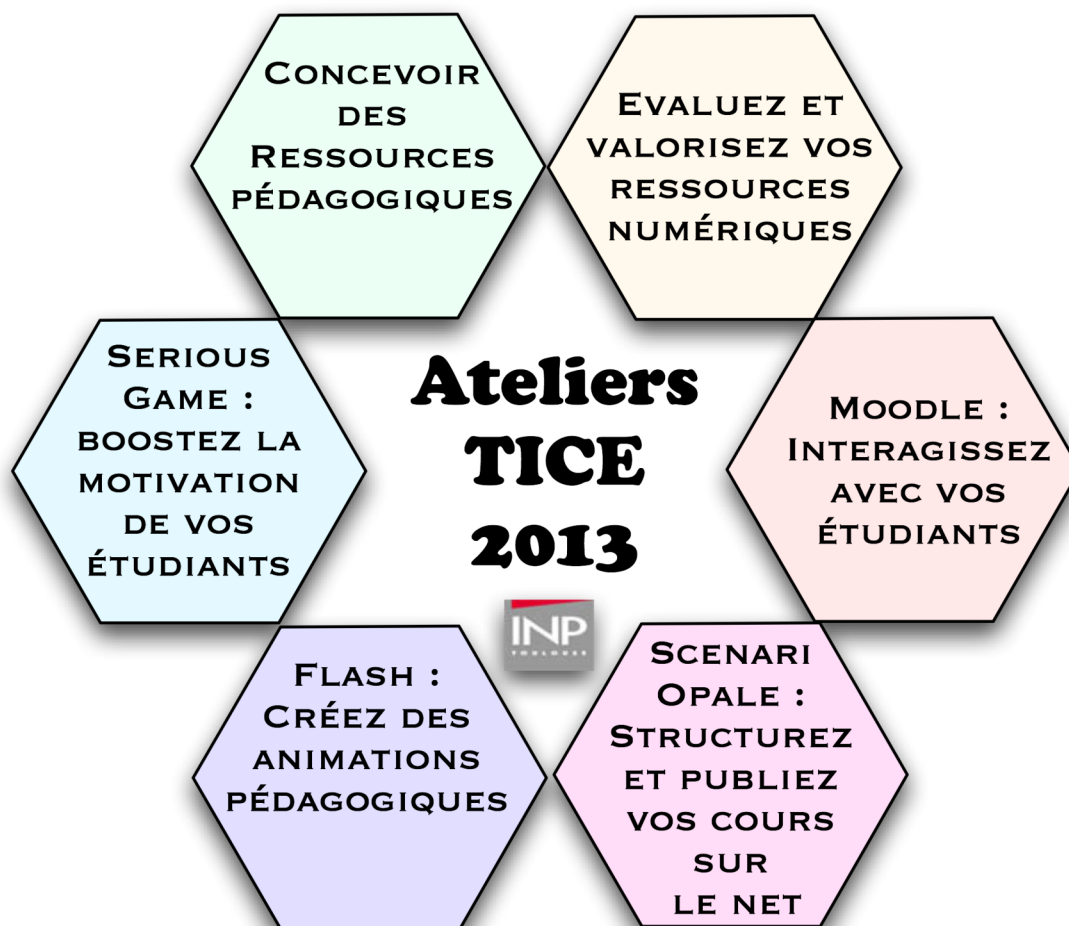 CONCEVOIR
DES
RESSOURCES
PÉDAGOGIQUES
EVALUEZ ET
VALORISEZ VOS
RESSOURCES
NUMÉRIQUES
SERIOUS
GAME :
BOOSTEZ LA
MOTIVATION
DE VOS
ÉTUDIANTS
Ateliers
TICE
2013
MOODLE :
INTERAGISSEZ
AVEC VOS
ÉTUDIANTS
INP
TOULOUSE
FLASH :
CRÉEZ DES
ANIMATIONS
PÉDAGOGIQUES
SCENARI
OPALE :
STRUCTUREZ
ET PUBLIEZ
VOS COURS
SUR
LE NET